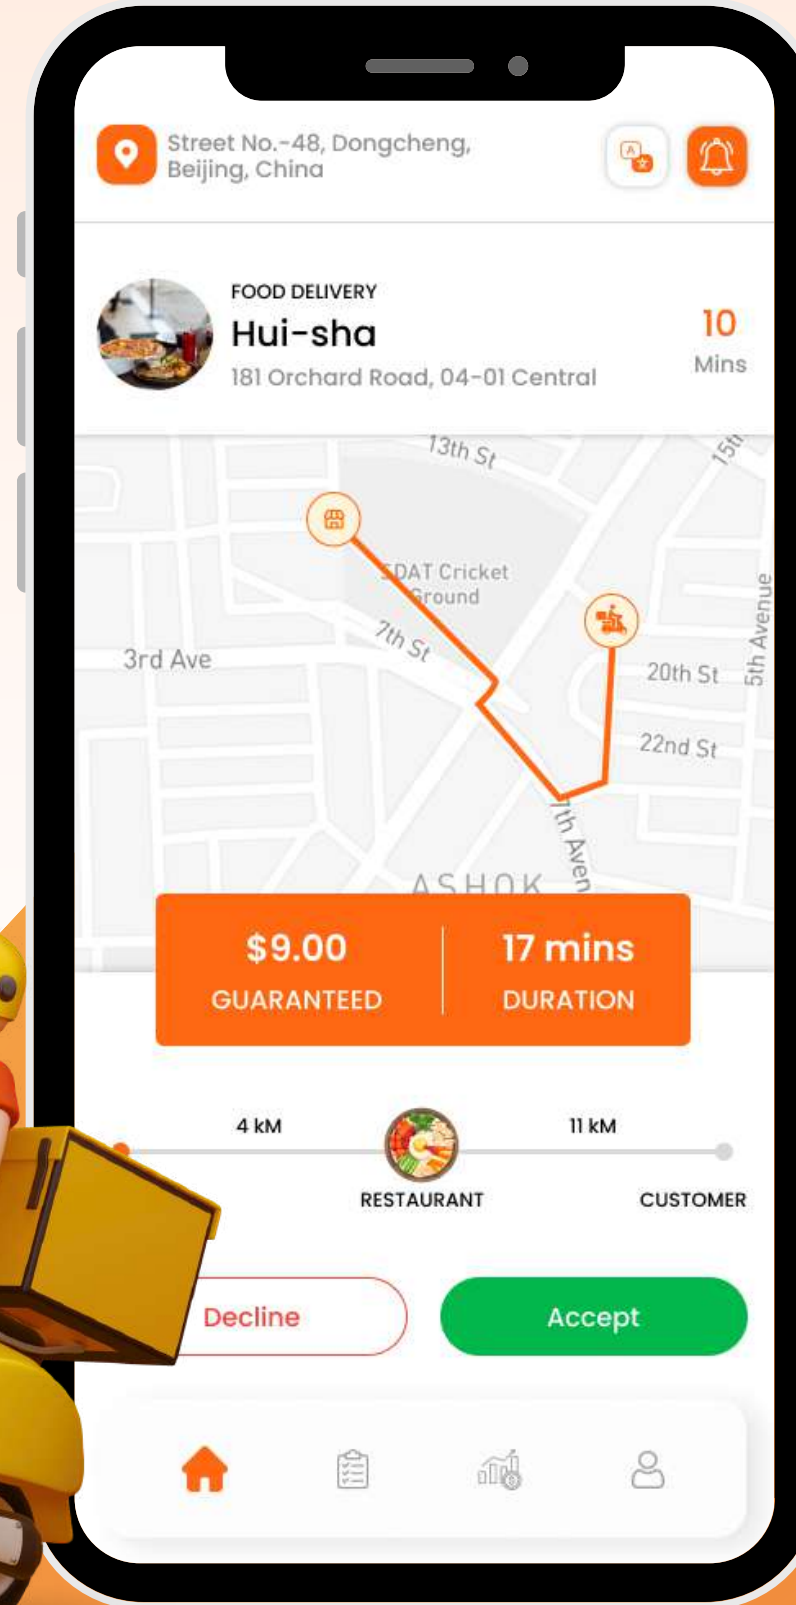 Street No.-48, Dongcheng,
Beijing, China
FOOD DELIVERY
Hui-sha
181 Orchard Road, 04-01 Central
10
Mins
13th St
15th
SDAT Cricket
Ground
7th St
3rd Ave
20th St
5th Avenue
22nd St
7th Aven
ASHOK
$9.00
GUARANTEED
17 mins
DURATION
4 kM
11 kM
RESTAURANT
CUSTOMER
Decline
Accept